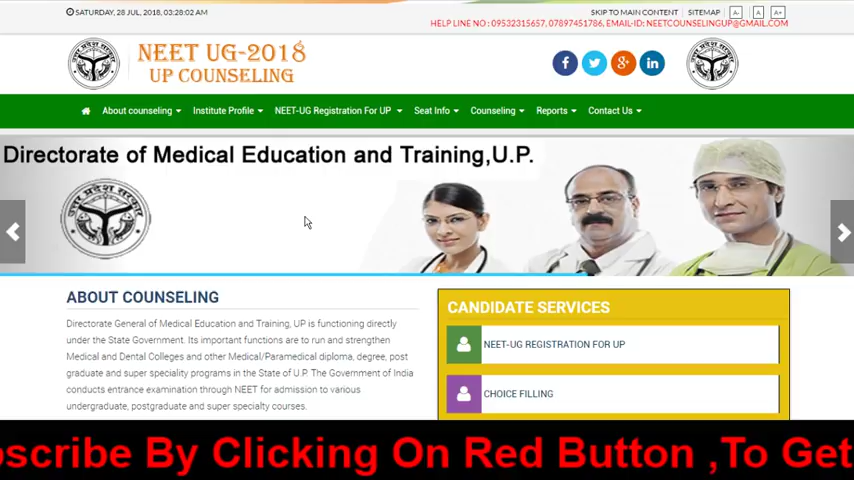 SATURDAY, 28 JUL, 2018, 03:28:02 AM
SKIP TO MAIN CONTENT | SITEMAP A- A A+
HELP LINE NO : 09532315657, 07897451786, EMAIL-ID: NEETCOUNSELINGUP@GMAIL.COM
NEET UG-2018
UP COUNSELING
About counseling
Institute Profile
NEET-UG Registration For UP
Seat Info
Counseling
Reports
Contact Us
Directorate of Medical Education and Training,U.P.
ABOUT COUNSELING
Directorate General of Medical Education and Training, UP is functioning directly
under the State Government. Its important functions are to run and strengthen
Medical and Dental Colleges and other Medical/Paramedical diploma, degree, post
graduate and super speciality programs in the State of U.P. The Government of India
conducts entrance examination through NEET for admission to various
undergraduate, postgraduate and super specialty courses.
CANDIDATE SERVICES
NEET-UG REGISTRATION FOR UP
CHOICE FILLING
bscribe By Clicking On Red Button ,To Get